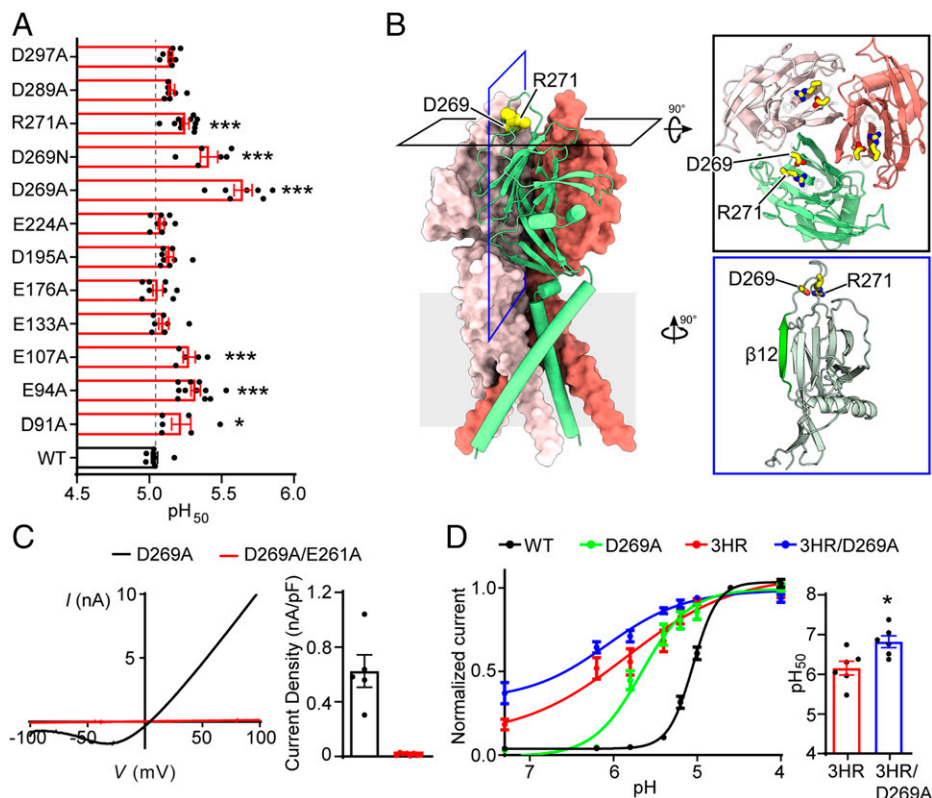 A
D297A
D289A
R271A
***
D269N
***
D269A
***
E224A
D195A
E176A
E133A
E107A
***
E94A
***
D91A
*
WT
4.5 5.0 5.5 6.0
pH50
B
D269 R271
90°
D269
R271
90°
D269 R271
β12
C
D269A D269A/E261A
I (nA)
10
5
-100 -50 50 100
V (mV)
Current Density (nA/pF)
1.2
0.8
0.4
0.0
D
WT D269A 3HR 3HR/D269A
Normalized current
1.0
0.5
0.0
7 6 5 4
pH
pH50
8
7
6
5
4
*
3HR 3HR/
D269A